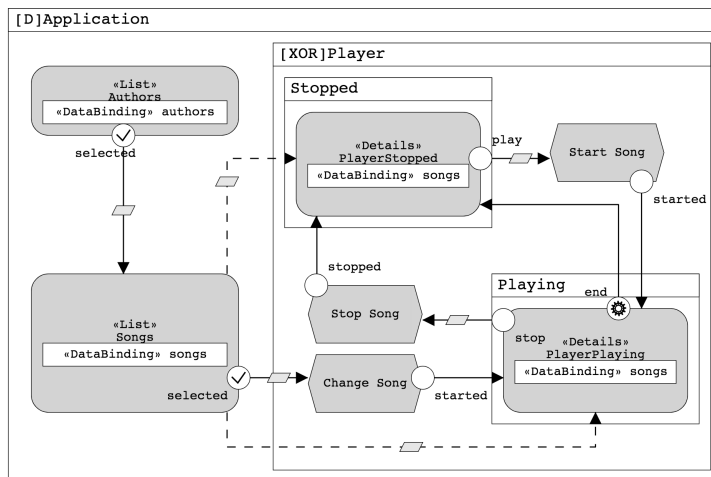 [D]Application
[XOR]Player
«List»
Authors
«DataBinding» authors
selected
Stopped
«Details»
PlayerStopped
«DataBinding» songs
play
Start Song
started
stopped
Stop Song
Playing
end
stop
«Details»
PlayerPlaying
«DataBinding» songs
«List»
Songs
«DataBinding» songs
selected
Change Song
started